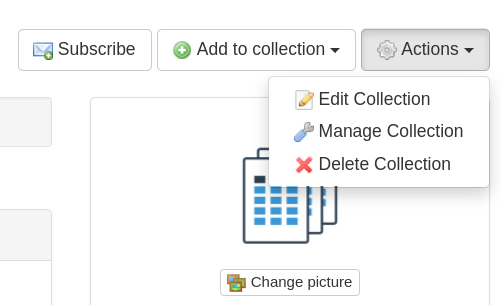 Subscribe Add to collection Actions
Edit Collection
Manage Collection
Delete Collection
Change picture